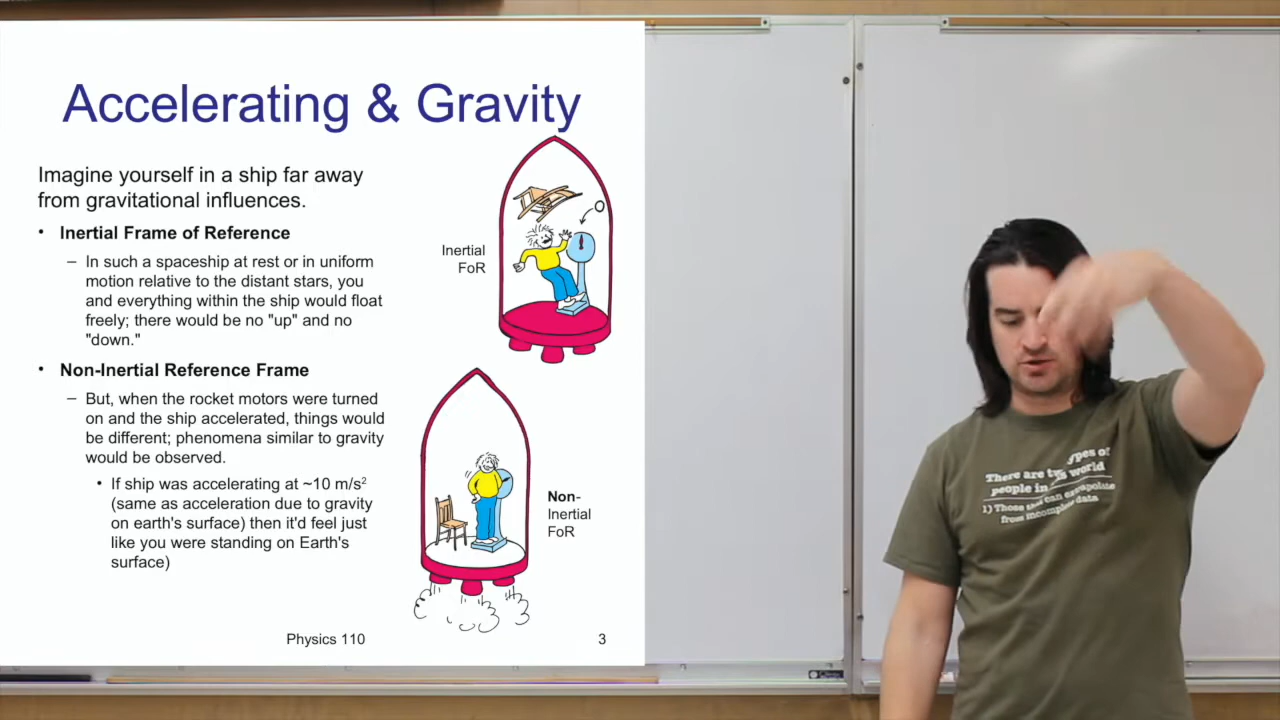 Accelerating & Gravity
Imagine yourself in a ship far away
from gravitational influences.
• Inertial Frame of Reference
– In such a spaceship at rest or in uniform
motion relative to the distant stars, you
and everything within the ship would float
freely; there would be no "up" and no
"down."
• Non-Inertial Reference Frame
– But, when the rocket motors were turned
on and the ship accelerated, things would
be different; phenomena similar to gravity
would be observed.
• If ship was accelerating at ~10 m/s²
(same as acceleration due to gravity
on earth's surface) then it'd feel just
like you were standing on Earth's
surface)
Inertial
FoR
Non-
Inertial
FoR
Physics 110
3
There are ypes of
people in world
1) Those can extrapolate
from incomplete data